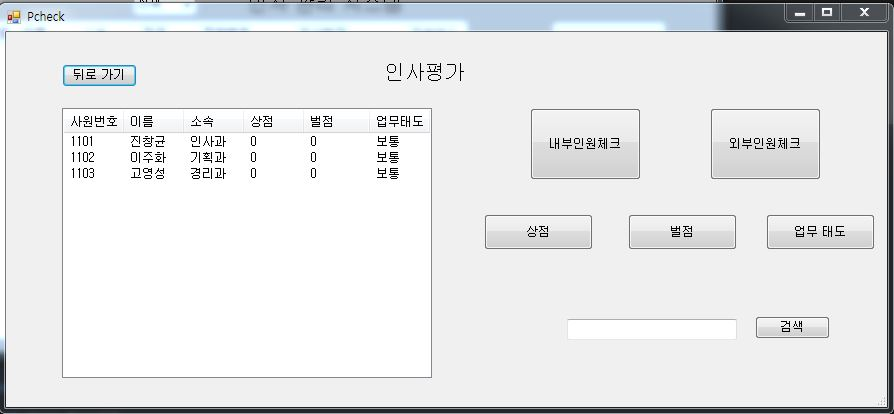 Pcheck
뒤로 가기
인사평가
사원번호 이름 소속 상점 벌점 업무태도
1101 진창균 인사과 0 0 보통
1102 이주화 기획과 0 0 보통
1103 고영성 경리과 0 0 보통
내부인원체크 외부인원체크
상점 벌점 업무 태도
검색